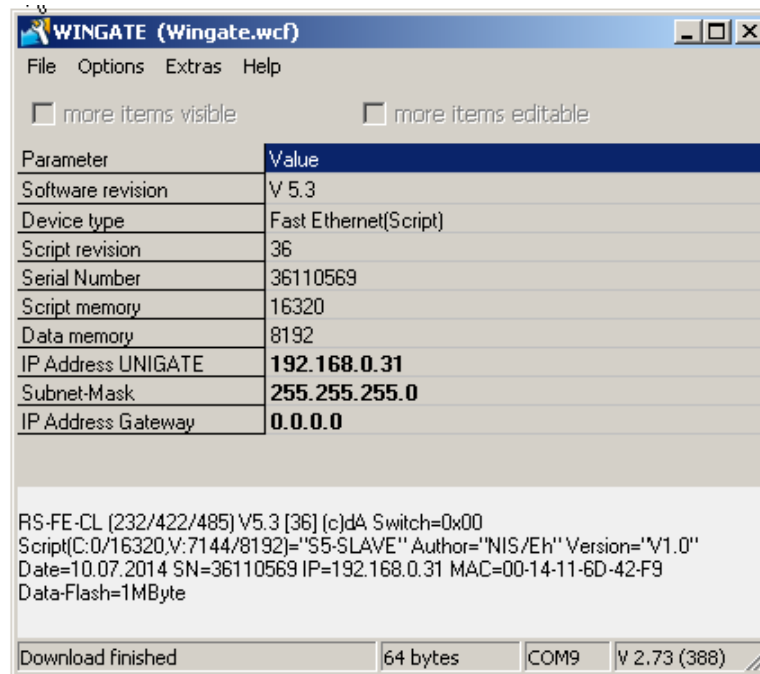 WINGATE (Wingate.wcf)
File Options Extras Help
more items visible more items editable
Parameter Value
Software revision V 5.3
Device type Fast Ethernet(Script)
Script revision 36
Serial Number 36110569
Script memory 16320
Data memory 8192
IP Address UNIGATE 192.168.0.31
Subnet-Mask 255.255.255.0
IP Address Gateway 0.0.0.0
RS-FE-CL (232/422/485) V5.3 [36] (c)dA Switch=0x00
Script(C:0/16320,V:7144/8192)="S5-SLAVE" Author="NIS/Eh" Version="V1.0"
Date=10.07.2014 SN=36110569 IP=192.168.0.31 MAC=00-14-11-6D-42-F9
Data-Flash=1MByte
Download finished 64 bytes COM9 V 2.73 (388)